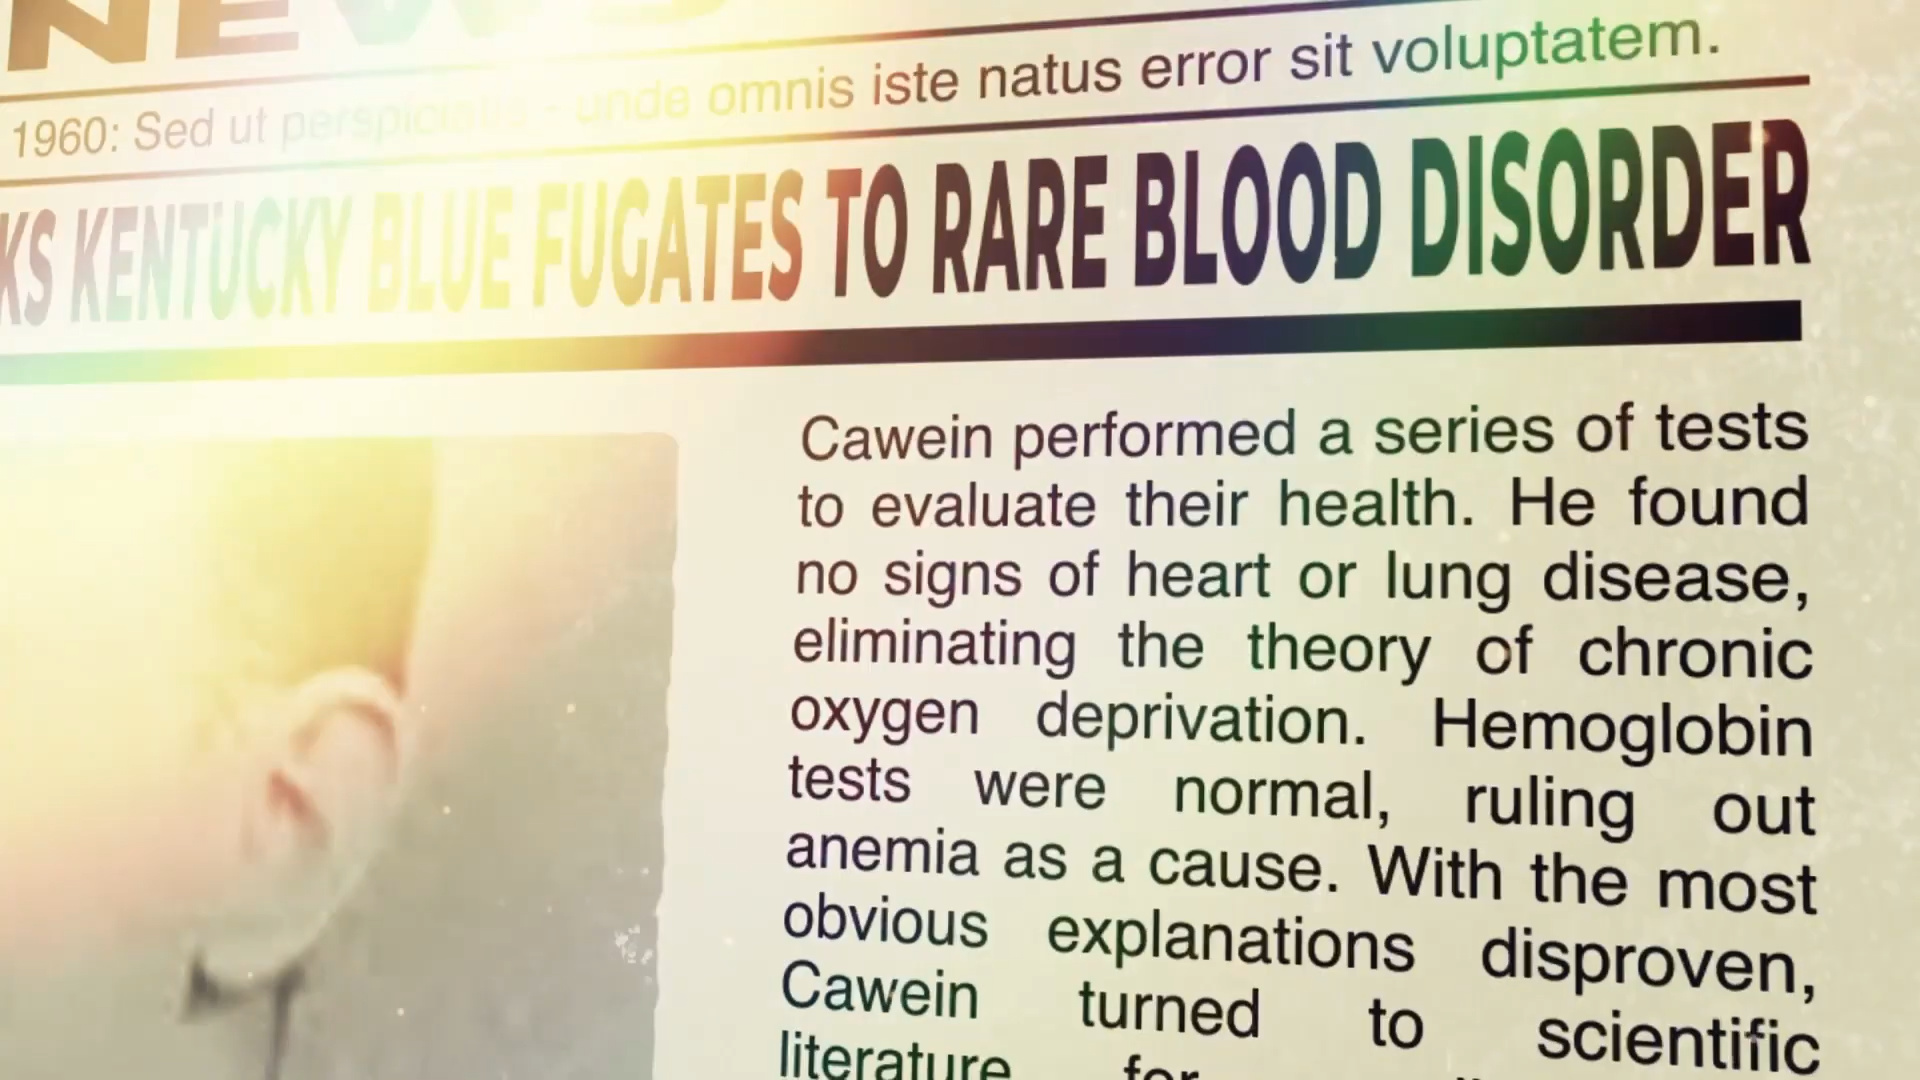 NEWS
1960: Sed ut perspiciatis - unde omnis iste natus error sit voluptatem.
KS KENTUCKY BLUE FUGATES TO RARE BLOOD DISORDER
Cawein performed a series of tests
to evaluate their health. He found
no signs of heart or lung disease,
eliminating the theory of chronic
oxygen deprivation. Hemoglobin
tests were normal, ruling out
anemia as a cause. With the most
obvious explanations disproven,
Cawein turned to scientific
literature for